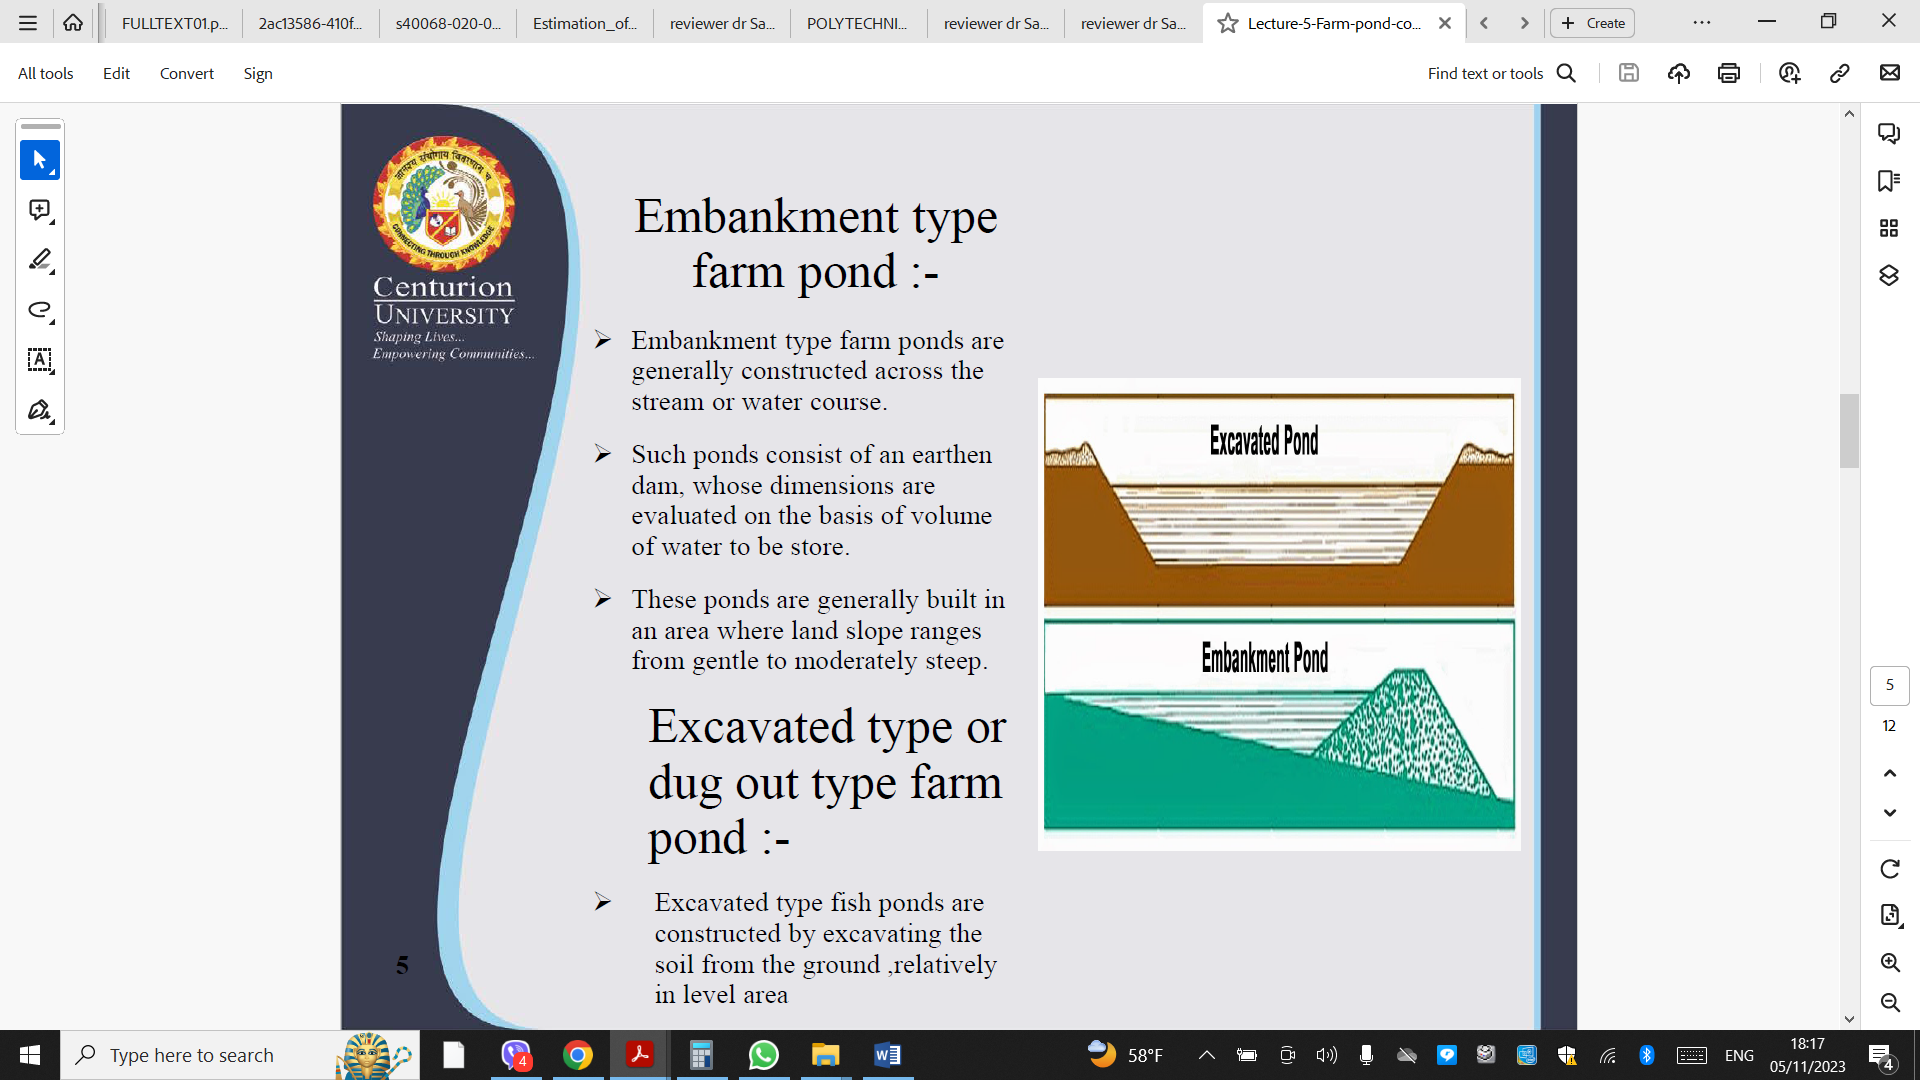 FULLTEXT01.p...
2ac13586-410f...
s40068-020-0...
Estimation_of...
reviewer dr Sa...
POLYTECHNI...
reviewer dr Sa...
reviewer dr Sa...
Lecture-5-Farm-pond-co...
Create
All tools
Edit
Convert
Sign
Find text or tools
CONNECTING THROUGH KNOWLEDGE
Centurion
UNIVERSITY
Shaping Lives...
Empowering Communities...
Embankment type
farm pond :-
Embankment type farm ponds are
generally constructed across the
stream or water course.
Such ponds consist of an earthen
dam, whose dimensions are
evaluated on the basis of volume
of water to be store.
These ponds are generally built in
an area where land slope ranges
from gentle to moderately steep.
Excavated type or
dug out type farm
pond :-
Excavated type fish ponds are
constructed by excavating the
soil from the ground ,relatively
in level area
5
Excavated Pond
Embankment Pond
5
12
Type here to search
4
58°F
ENG
18:17
05/11/2023
4